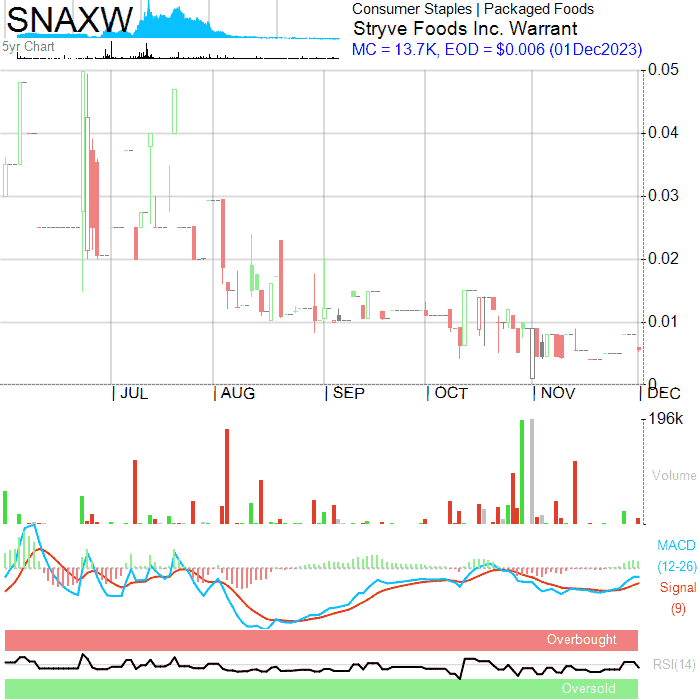 SNAXW
5yr Chart
Consumer Staples | Packaged Foods
Stryve Foods Inc. Warrant
MC = 13.7K, EOD = $0.006 (01Dec2023)
0.05
0.04
0.03
0.02
0.01
0
JUL AUG SEP OCT NOV DEC
196k
Volume
MACD
(12-26)
Signal
(9)
Overbought
RSI(14)
Oversold